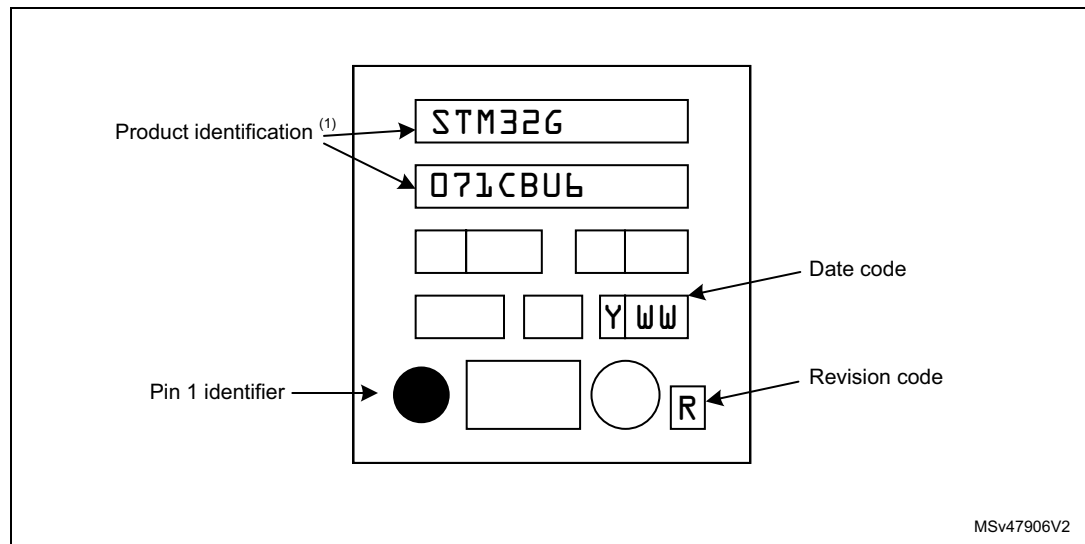 STM32G
Product identification (1)
071CBU6
Date code
Y WW
Pin 1 identifier
Revision code
R
MSv47906V2